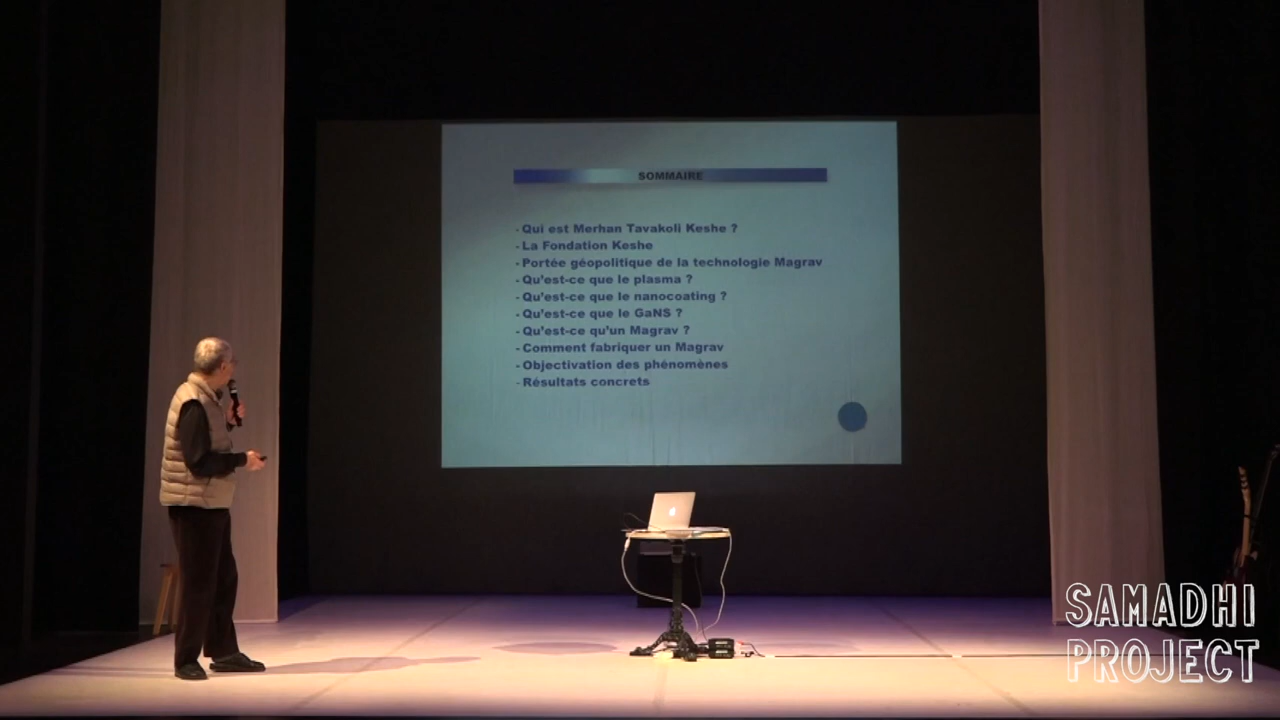 SOMMAIRE
- Qui est Merhan Tavakoli Keshe ?
- La Fondation Keshe
- Portée géopolitique de la technologie Magrav
- Qu'est-ce que le plasma ?
- Qu'est-ce que le nanocoating ?
- Qu'est-ce que le GaNS ?
- Qu'est-ce qu'un Magrav ?
- Comment fabriquer un Magrav
- Objectivation des phénomènes
- Résultats concrets
SAMADHI
PROJECT